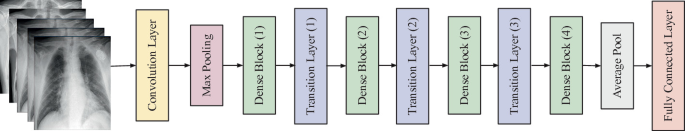 Convolution Layer
Max Pooling
Dense Block (1)
Transition Layer (1)
Dense Block (2)
Transition Layer (2)
Dense Block (3)
Transition Layer (3)
Dense Block (4)
Average Pool
Fully Connected Layer